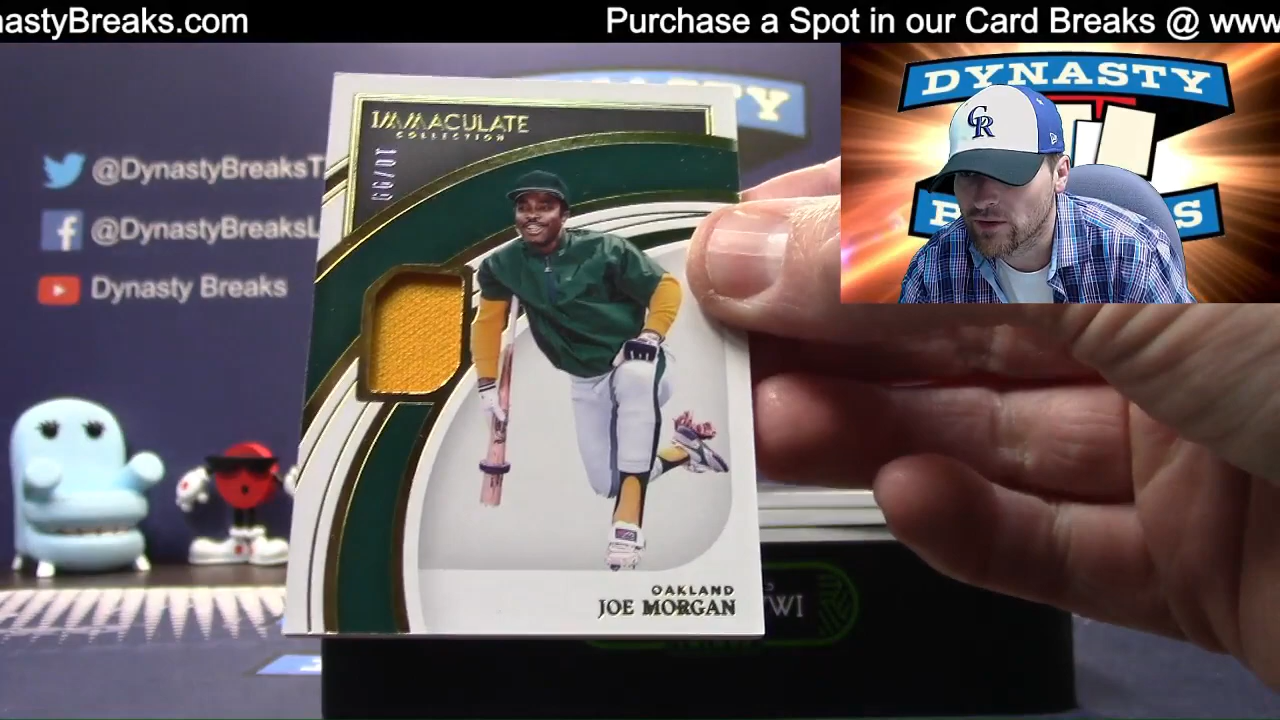 nastyBreaks.com
Purchase a Spot in our Card Breaks @ www
@DynastyBreaksT
@DynastyBreaksL
Dynasty Breaks
IMMACULATE
COLLECTION
10/99
OAKLAND
JOE MORGAN
DYNASTY
CR